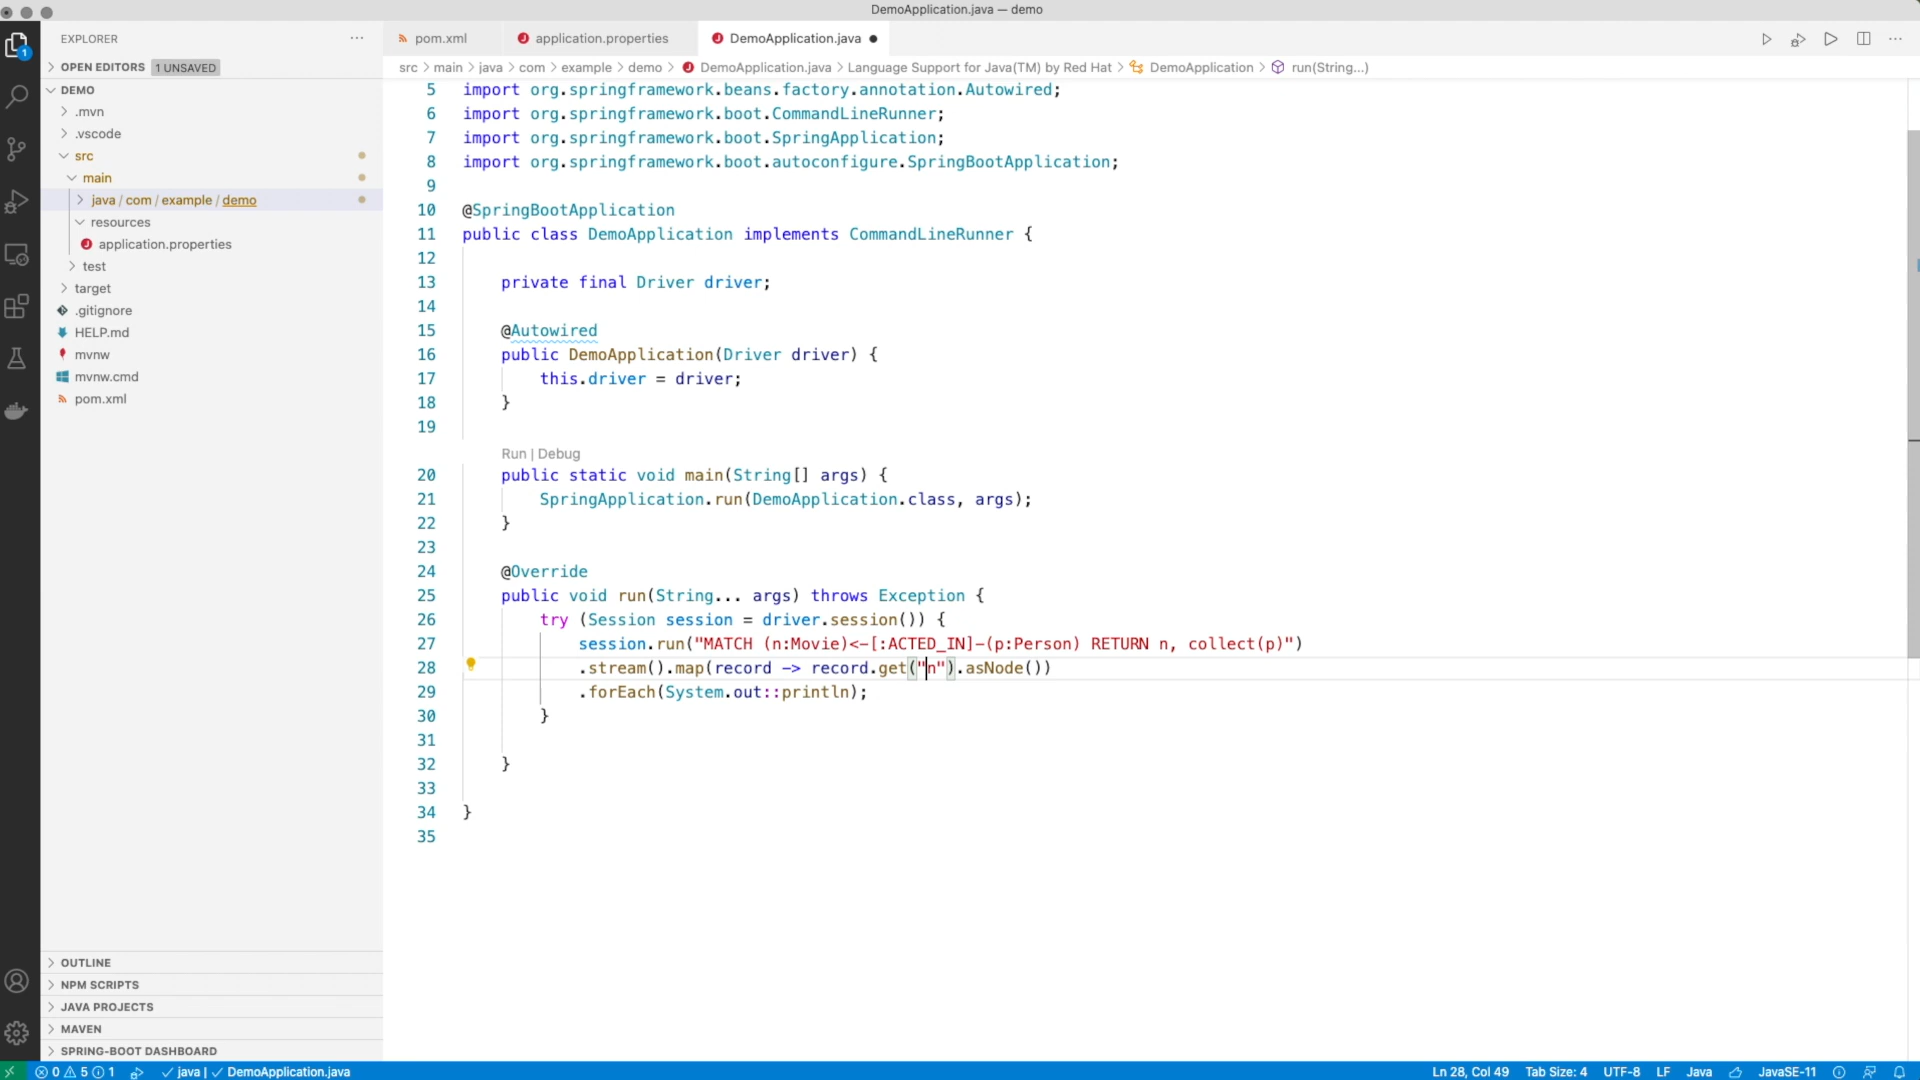 DemoApplication.java — demo
EXPLORER
OPEN EDITORS 1 UNSAVED
DEMO
.mvn
.vscode
src
main
java / com / example / demo
resources
application.properties
test
target
.gitignore
HELP.md
mvnw
mvnw.cmd
pom.xml
OUTLINE
NPM SCRIPTS
JAVA PROJECTS
MAVEN
SPRING-BOOT DASHBOARD
1
pom.xml application.properties DemoApplication.java
src > main > java > com > example > demo > DemoApplication.java > Language Support for Java(TM) by Red Hat > DemoApplication > run(String...)
5 import org.springframework.beans.factory.annotation.Autowired;
6 import org.springframework.boot.CommandLineRunner;
7 import org.springframework.boot.SpringApplication;
8 import org.springframework.boot.autoconfigure.SpringBootApplication;
9
10 @SpringBootApplication
11 public class DemoApplication implements CommandLineRunner {
12
13 private final Driver driver;
14
15 @Autowired
16 public DemoApplication(Driver driver) {
17 this.driver = driver;
18 }
19
Run | Debug
20 public static void main(String[] args) {
21 SpringApplication.run(DemoApplication.class, args);
22 }
23
24 @Override
25 public void run(String... args) throws Exception {
26 try (Session session = driver.session()) {
27 session.run("MATCH (n:Movie)<-[:ACTED_IN]-(p:Person) RETURN n, collect(p)")
28 .stream().map(record -> record.get("n").asNode())
29 .forEach(System.out::println);
30 }
31
32 }
33
34 }
35
0 5 1 java | DemoApplication.java Ln 28, Col 49 Tab Size: 4 UTF-8 LF Java JavaSE-11